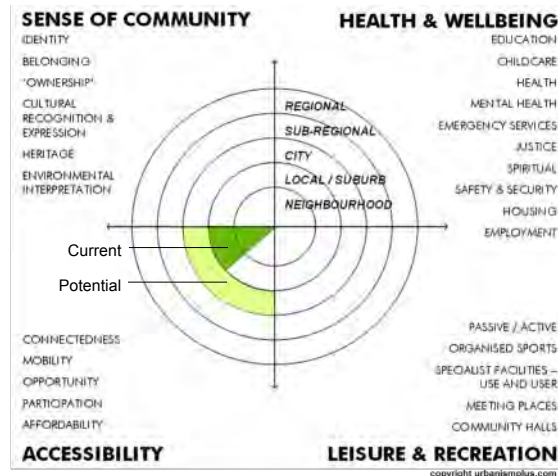 SENSE OF COMMUNITY
IDENTITY
BELONGING
'OWNERSHIP'
CULTURAL
RECOGNITION &
EXPRESSION
HERITAGE
ENVIRONMENTAL
INTERPRETATION
HEALTH & WELLBEING
EDUCATION
CHILDCARE
HEALTH
MENTAL HEALTH
EMERGENCY SERVICES
JUSTICE
SPIRITUAL
SAFETY & SECURITY
HOUSING
EMPLOYMENT
REGIONAL
SUB-REGIONAL
CITY
LOCAL / SUBURB
NEIGHBOURHOOD
Current
Potential
CONNECTEDNESS
MOBILITY
OPPORTUNITY
PARTICIPATION
AFFORDABILITY
ACCESSIBILITY
PASSIVE / ACTIVE
ORGANISED SPORTS
SPECIALIST FACILITIES –
USE AND USER
MEETING PLACES
COMMUNITY HALLS
LEISURE & RECREATION
copyright urbanismplus.com